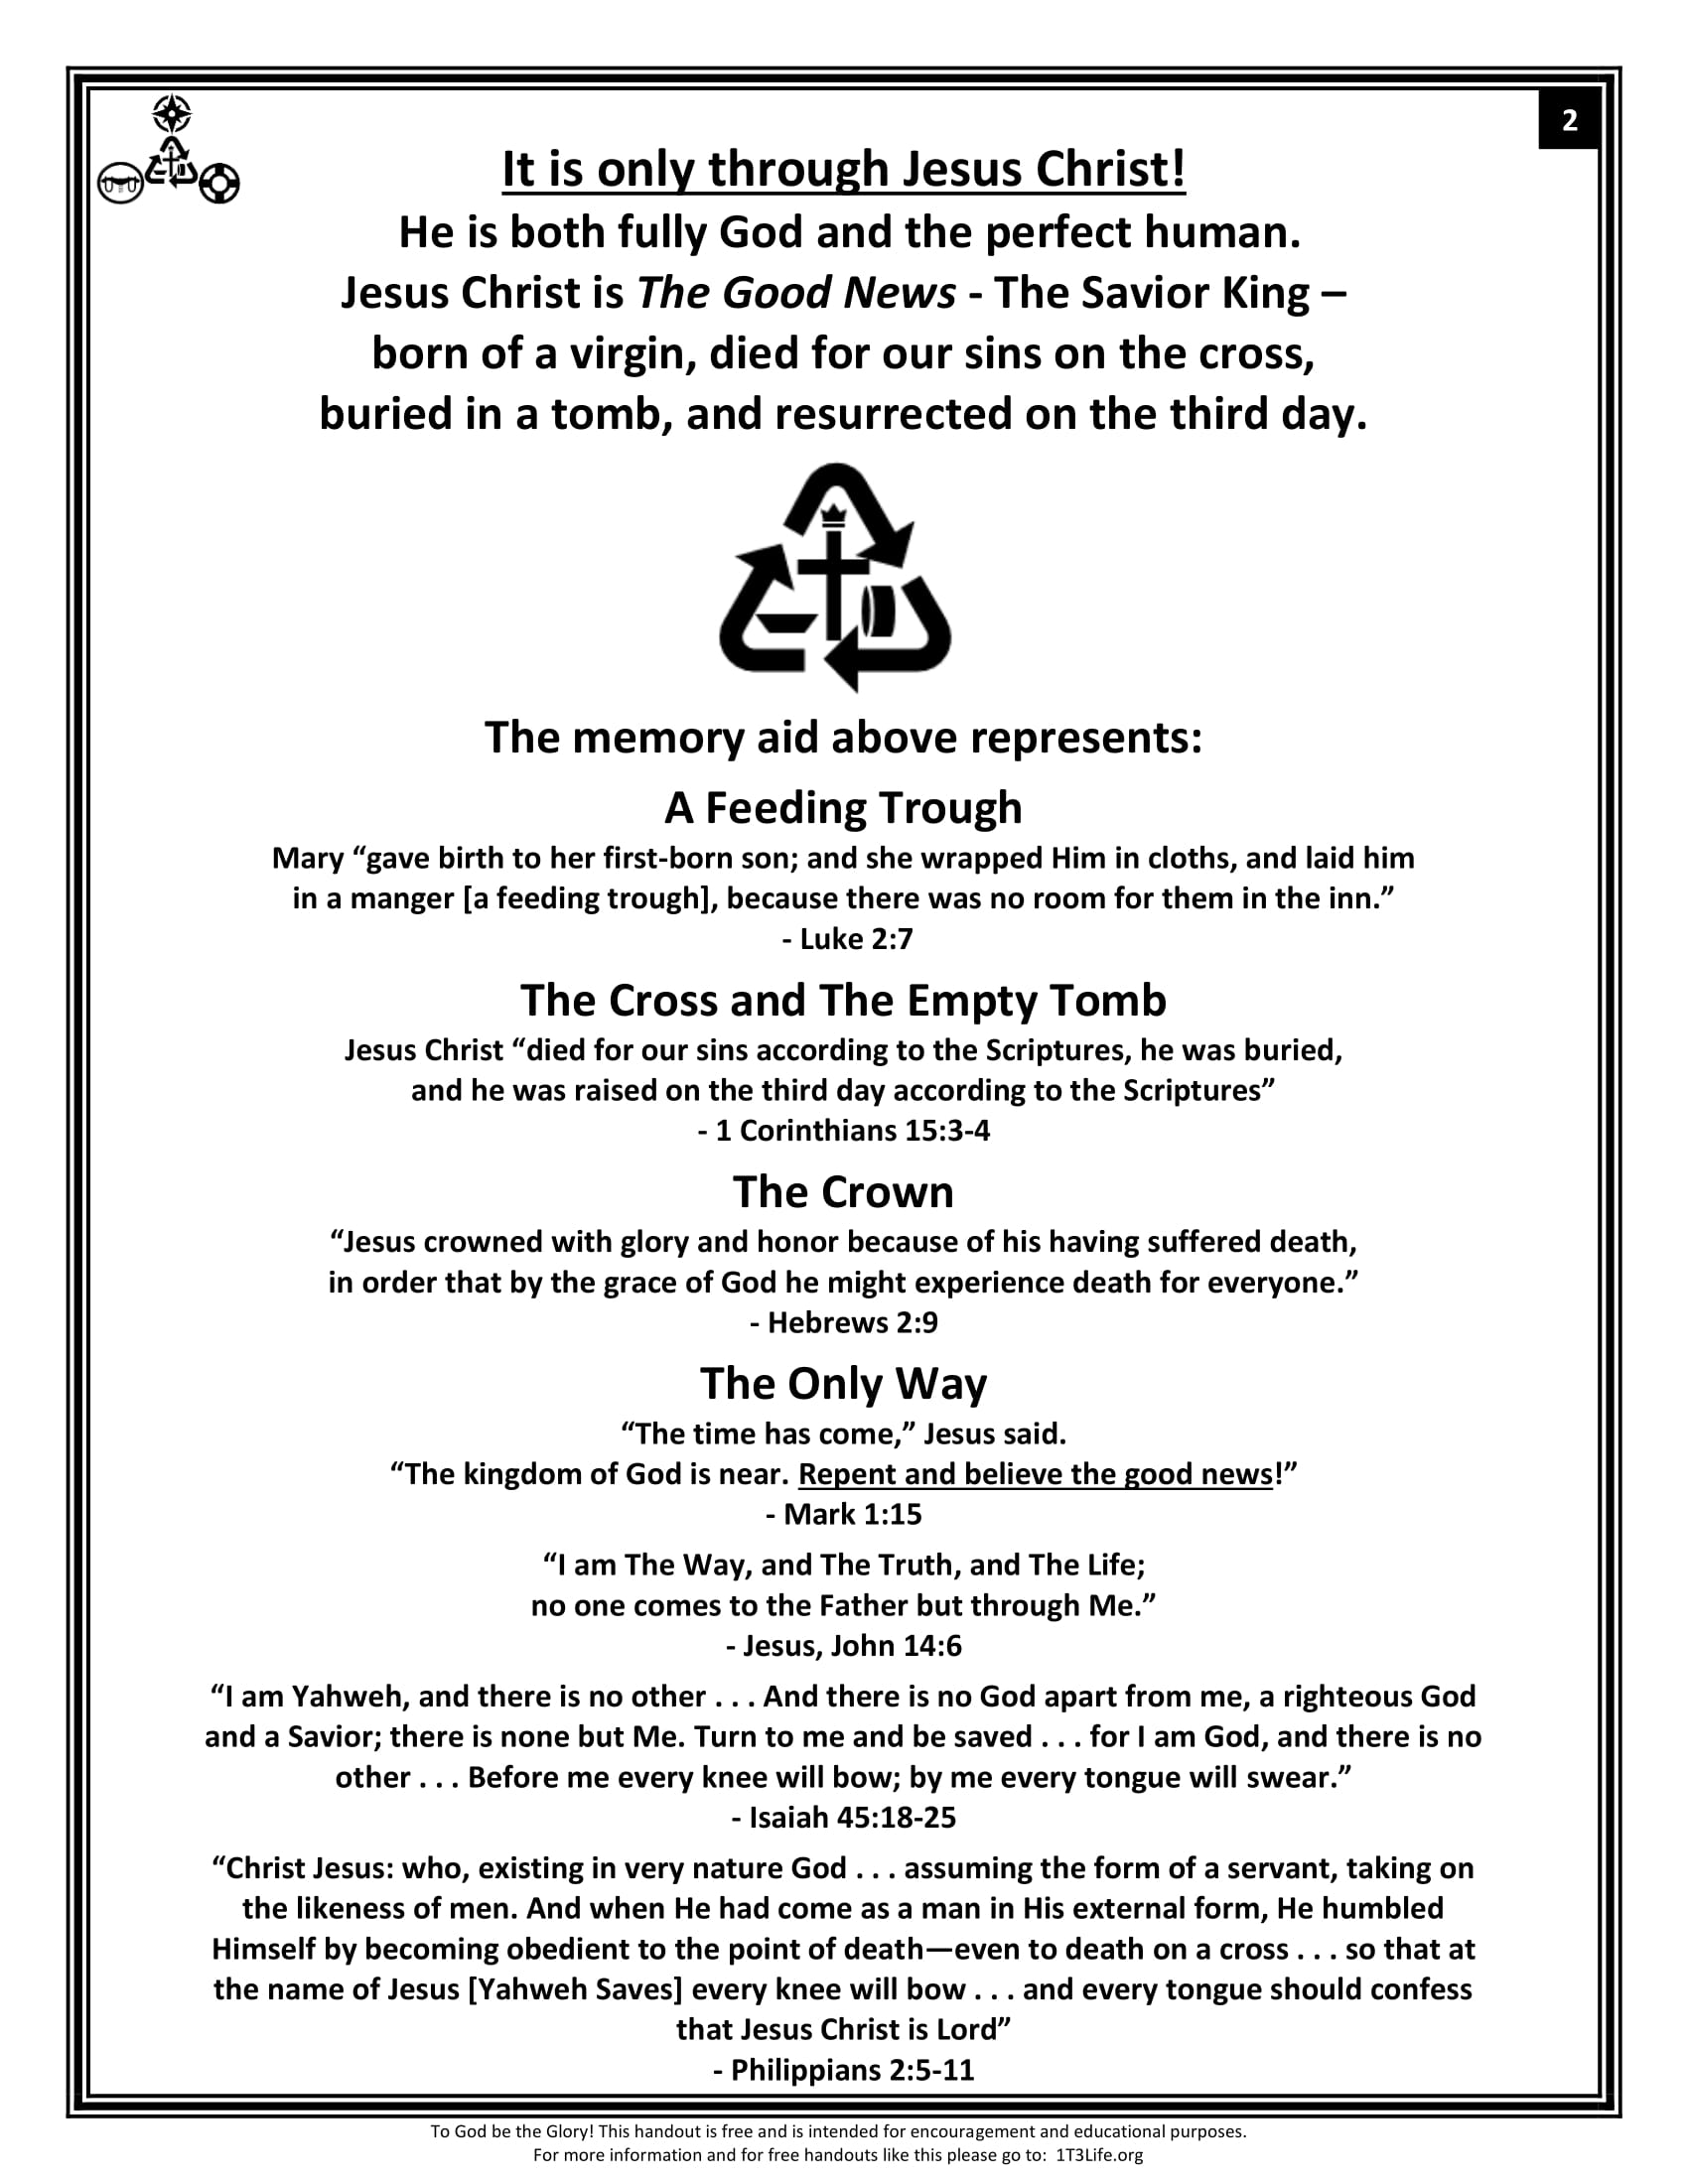 2
It is only through Jesus Christ!
He is both fully God and the perfect human.
Jesus Christ is The Good News - The Savior King –
born of a virgin, died for our sins on the cross,
buried in a tomb, and resurrected on the third day.
The memory aid above represents:
A Feeding Trough
Mary “gave birth to her first-born son; and she wrapped Him in cloths, and laid him
in a manger [a feeding trough], because there was no room for them in the inn.”
- Luke 2:7
The Cross and The Empty Tomb
Jesus Christ “died for our sins according to the Scriptures, he was buried,
and he was raised on the third day according to the Scriptures”
- 1 Corinthians 15:3-4
The Crown
“Jesus crowned with glory and honor because of his having suffered death,
in order that by the grace of God he might experience death for everyone.”
- Hebrews 2:9
The Only Way
“The time has come,” Jesus said.
“The kingdom of God is near. Repent and believe the good news!”
- Mark 1:15
“I am The Way, and The Truth, and The Life;
no one comes to the Father but through Me.”
- Jesus, John 14:6
“I am Yahweh, and there is no other . . . And there is no God apart from me, a righteous God
and a Savior; there is none but Me. Turn to me and be saved . . . for I am God, and there is no
other . . . Before me every knee will bow; by me every tongue will swear.”
- Isaiah 45:18-25
“Christ Jesus: who, existing in very nature God . . . assuming the form of a servant, taking on
the likeness of men. And when He had come as a man in His external form, He humbled
Himself by becoming obedient to the point of death—even to death on a cross . . . so that at
the name of Jesus [Yahweh Saves] every knee will bow . . . and every tongue should confess
that Jesus Christ is Lord”
- Philippians 2:5-11
To God be the Glory! This handout is free and is intended for encouragement and educational purposes.
For more information and for free handouts like this please go to: 1T3Life.org